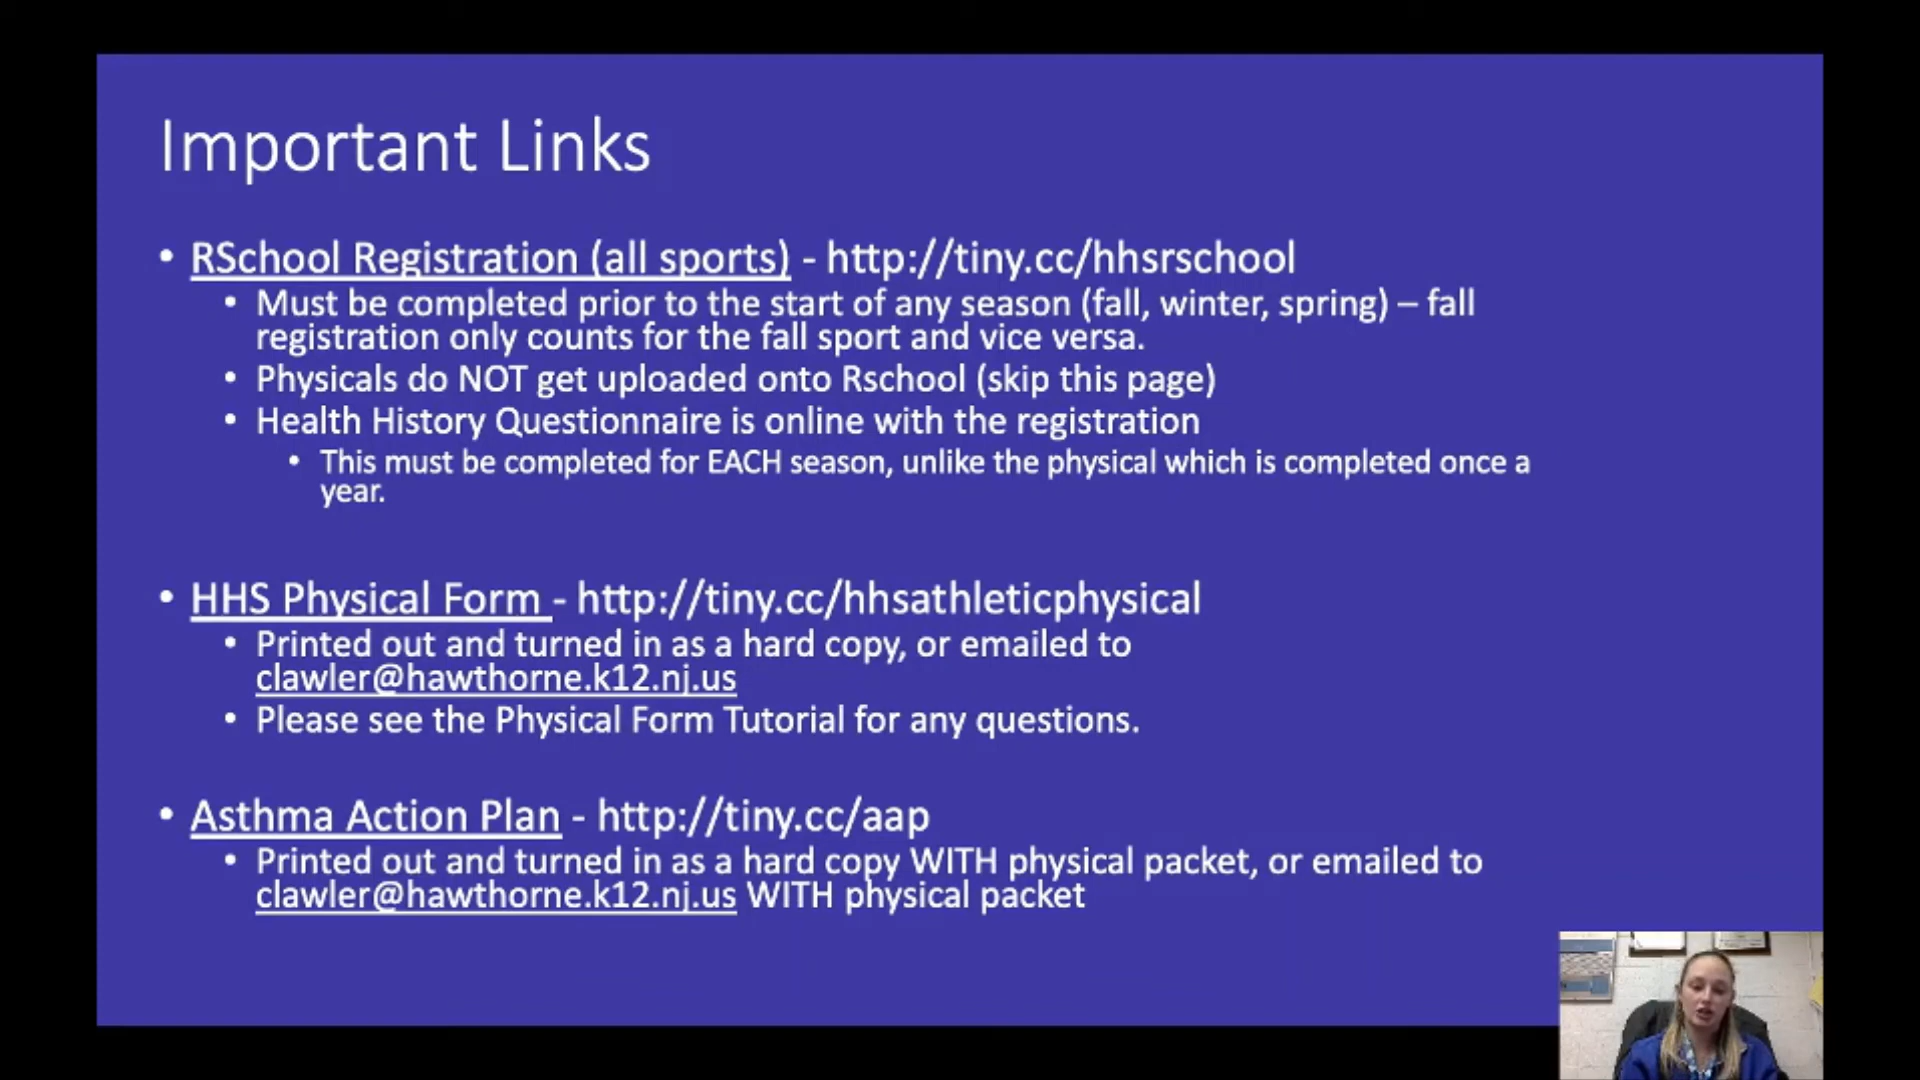 Important Links
• RSchool Registration (all sports) - http://tiny.cc/hhsrschool
• Must be completed prior to the start of any season (fall, winter, spring) – fall
registration only counts for the fall sport and vice versa.
• Physicals do NOT get uploaded onto Rschool (skip this page)
• Health History Questionnaire is online with the registration
• This must be completed for EACH season, unlike the physical which is completed once a
year.
• HHS Physical Form - http://tiny.cc/hhsathleticphysical
• Printed out and turned in as a hard copy, or emailed to
clawler@hawthorne.k12.nj.us
• Please see the Physical Form Tutorial for any questions.
• Asthma Action Plan - http://tiny.cc/aap
• Printed out and turned in as a hard copy WITH physical packet, or emailed to
clawler@hawthorne.k12.nj.us WITH physical packet